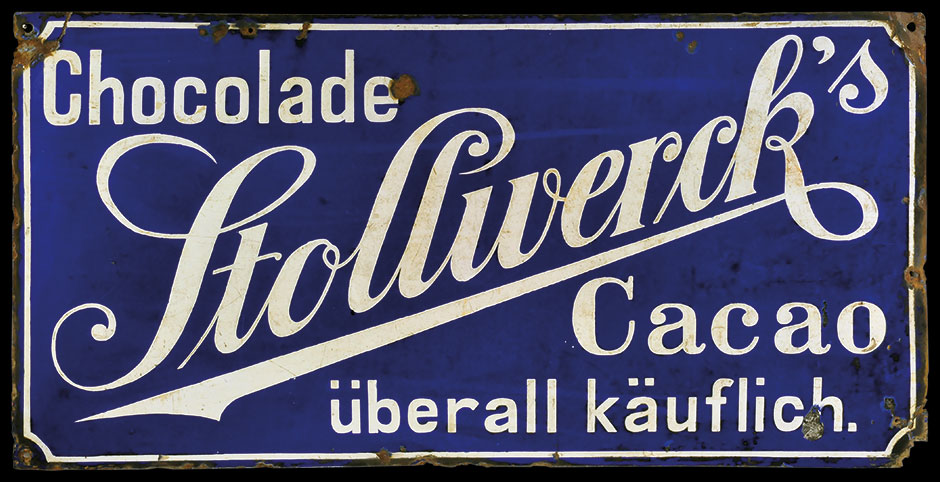 Chocolade
Stollwerck's
Cacao
überall käuflich.